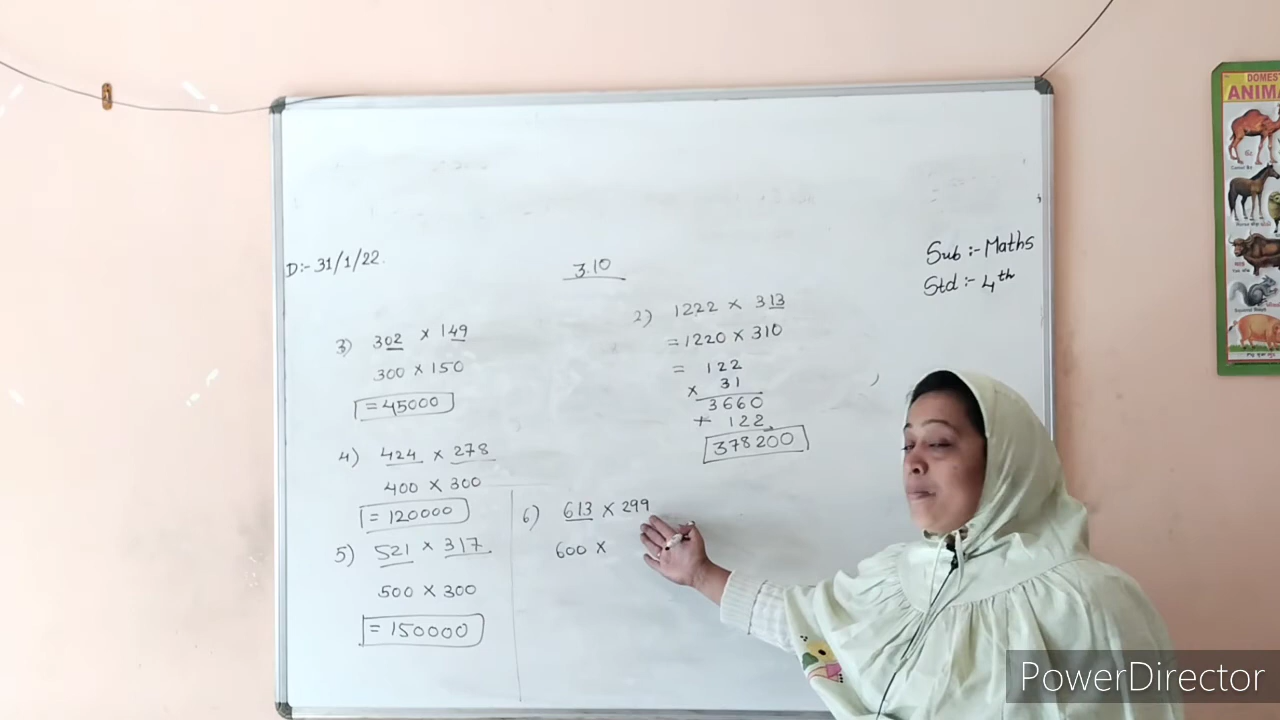 D:- 31/1/22.
3.10
Sub :- Maths
Std :- 4th
3) 302 × 149
300 × 150
= 45000
4) 424 × 278
400 × 300
= 120000
5) 521 × 317
500 × 300
= 150000
2) 1222 × 313
= 1220 × 310
= 122
× 31
3660
+ 122
378200
6) 613 × 299
600 ×
DOMEST
ANIMA
PowerDirector